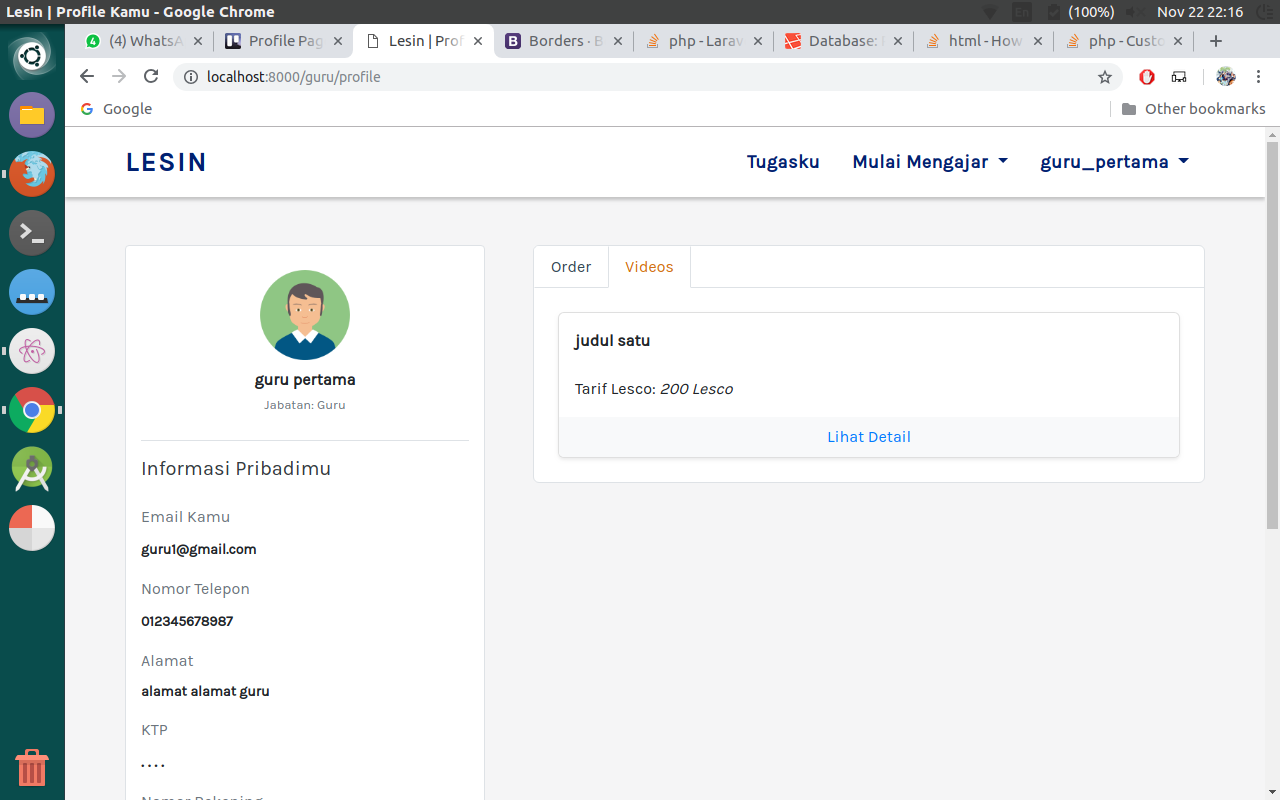 Lesin | Profile Kamu - Google Chrome
En (100%) Nov 22 22:16
(4) WhatsA
Profile Pag
Lesin | Prof
Borders · B
php - Larav
Database:
html - How
php - Custo
localhost:8000/guru/profile
Google
Other bookmarks
LESIN
Tugasku
Mulai Mengajar
guru_pertama
guru pertama
Jabatan: Guru
Informasi Pribadimu
Email Kamu
guru1@gmail.com
Nomor Telepon
012345678987
Alamat
alamat alamat guru
KTP
....
Nomor Rekening
Order
Videos
judul satu
Tarif Lesco: 200 Lesco
Lihat Detail